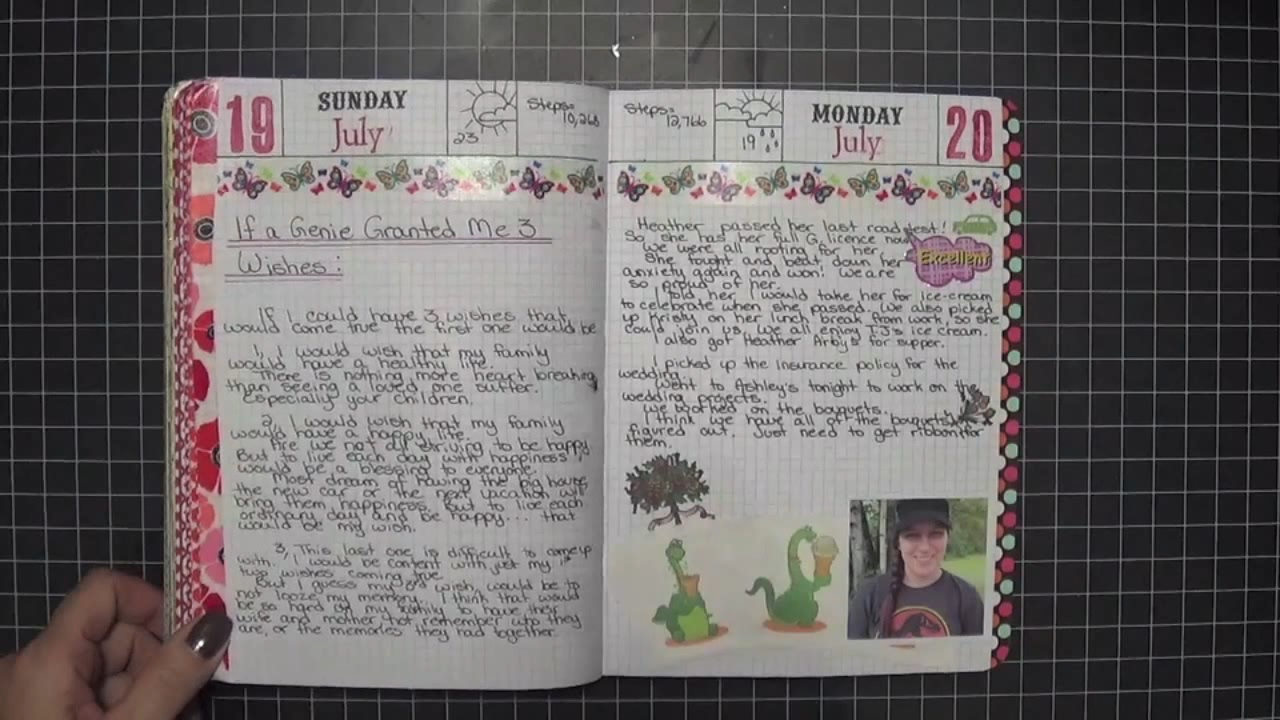 19
SUNDAY
July
23
Steps=
10,268
If a Genie Granted Me 3
Wishes:
If I could have 3 wishes that
would come true the first one would be
1, I would wish that my family
would have a healthy life.
There is nothing more heart breaking
than seeing a loved one suffer.
especially your children.
2, I would wish that my family
would have a happy life.
Are we not all striving to be happy
But to live each day with happiness
would be a blessing to everyone.
Most dream of having the big house
the new car or the next vacation will
bring them happiness. But to live each
ordinary day and be happy... that
would be my wish.
3, This last one is difficult to come up
with. I would be content with just my 1st
two wishes coming true.
But I guess my 3rd wish, would be to
not looze my memory. I think that would
be so hard on my family to have their
wife and mother not remember who they
are, or the memories they had together.
Steps=
12,766
19
MONDAY
July
20
Heather passed her last road test!
So she has her full G licence now
We were all rooting for her.
She fought and beat down her
anxiety again and won! We are
so proud of her.
I told her I would take her for ice-cream
to celebrate when she passed. We also picked
up Kristy on her lunch break from work, so she
could join us. We all enjoy TJ's ice cream.
I also got Heather Arby's for supper.
Excellent
I picked up the insurance policy for the
wedding.
Went to Ashley's tonight to work on the
wedding projects.
We worked on the bouquets.
I think we have all of the bouquets
figured out. Just need to get ribbon for
them.